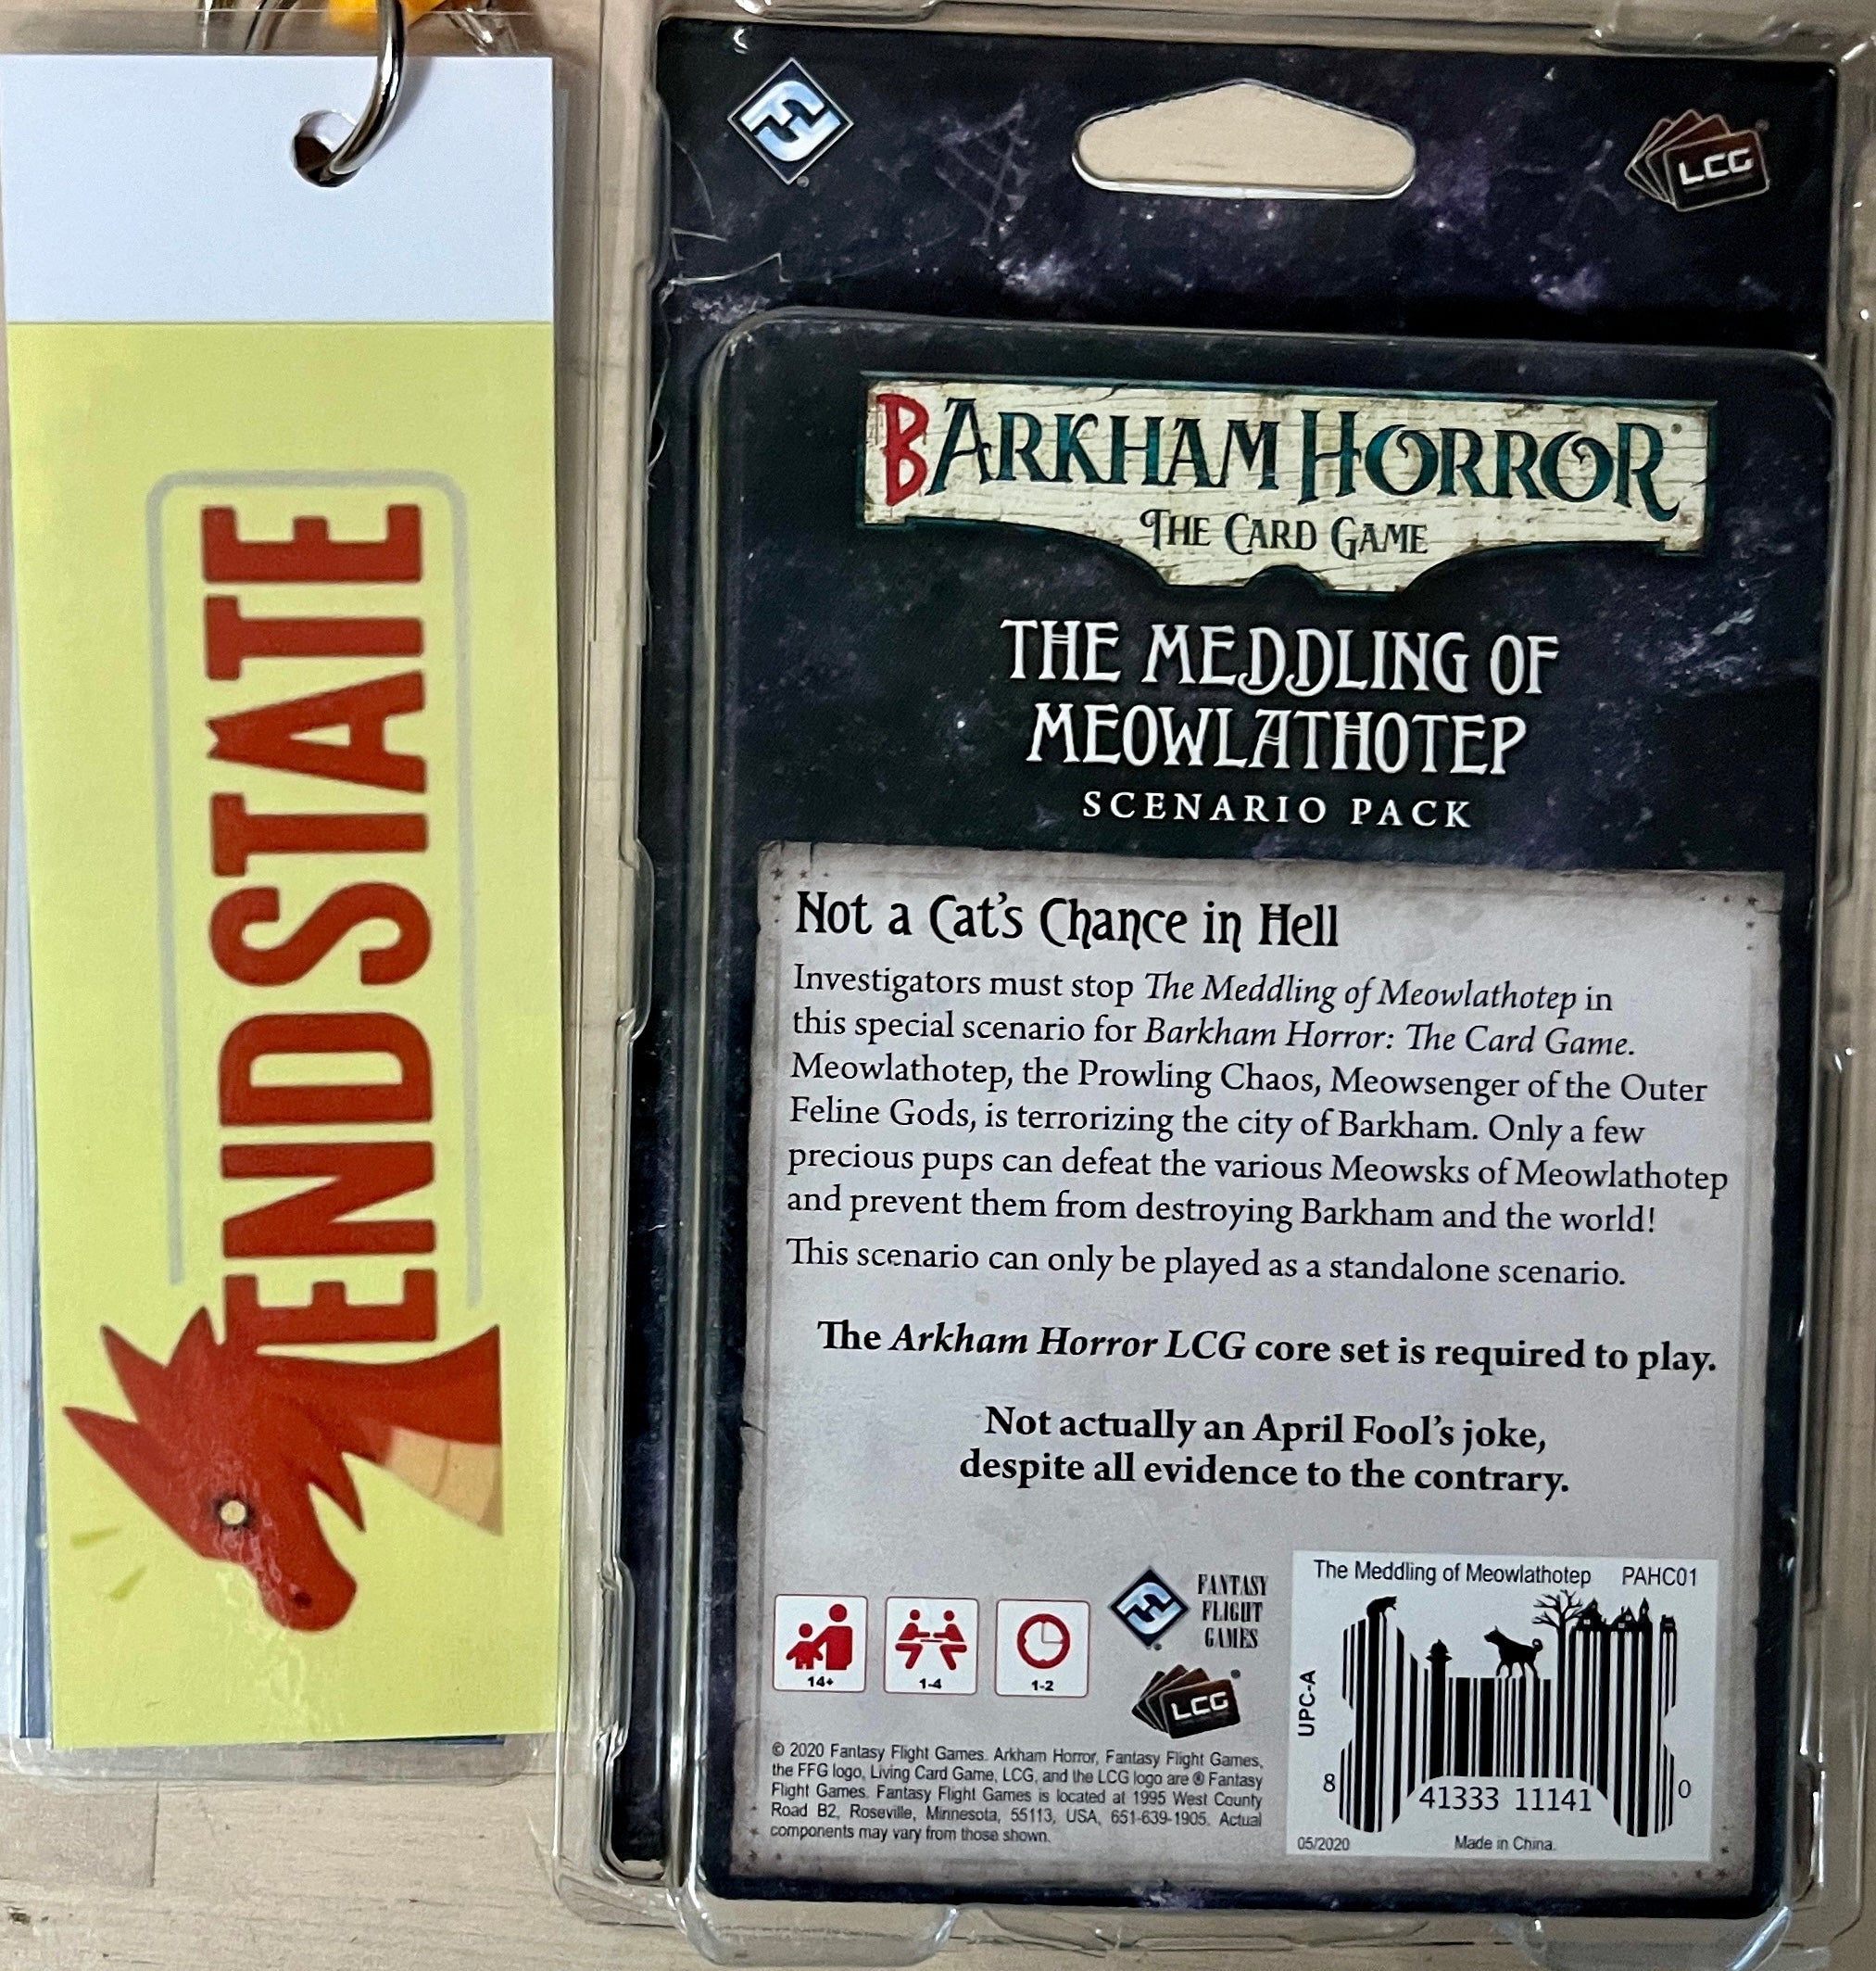 ENDSTATE
LCG
BARKHAM HORROR
THE CARD GAME
THE MEDDLING OF
MEOWLATHOTEP
SCENARIO PACK
Not a Cat's Chance in Hell
Investigators must stop The Meddling of Meowlathotep in
this special scenario for Barkham Horror: The Card Game.
Meowlathotep, the Prowling Chaos, Meowsenger of the Outer
Feline Gods, is terrorizing the city of Barkham. Only a few
precious pups can defeat the various Meowsks of Meowlathotep
and prevent them from destroying Barkham and the world!
This scenario can only be played as a standalone scenario.
The Arkham Horror LCG core set is required to play.
Not actually an April Fool's joke,
despite all evidence to the contrary.
14+
1-4
1-2
FANTASY
FLIGHT
GAMES
LCG
© 2020 Fantasy Flight Games. Arkham Horror, Fantasy Flight Games,
the FFG logo, Living Card Game, LCG, and the LCG logo are ® Fantasy
Flight Games. Fantasy Flight Games is located at 1995 West County
Road B2, Roseville, Minnesota, 55113, USA, 651-639-1905. Actual
components may vary from those shown.
The Meddling of Meowlathotep PAHC01
UPC-A
8 41333 11141 0
05/2020 Made in China.